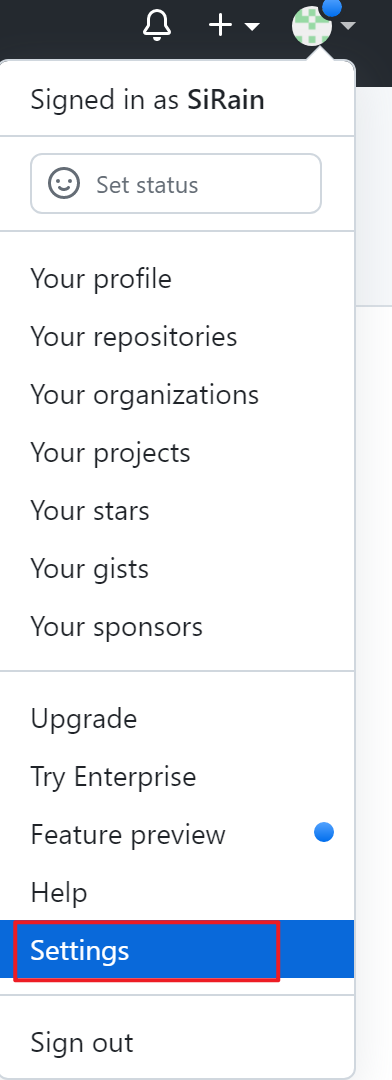 Signed in as SiRain
Set status
Your profile
Your repositories
Your organizations
Your projects
Your stars
Your gists
Your sponsors
Upgrade
Try Enterprise
Feature preview
Help
Settings
Sign out